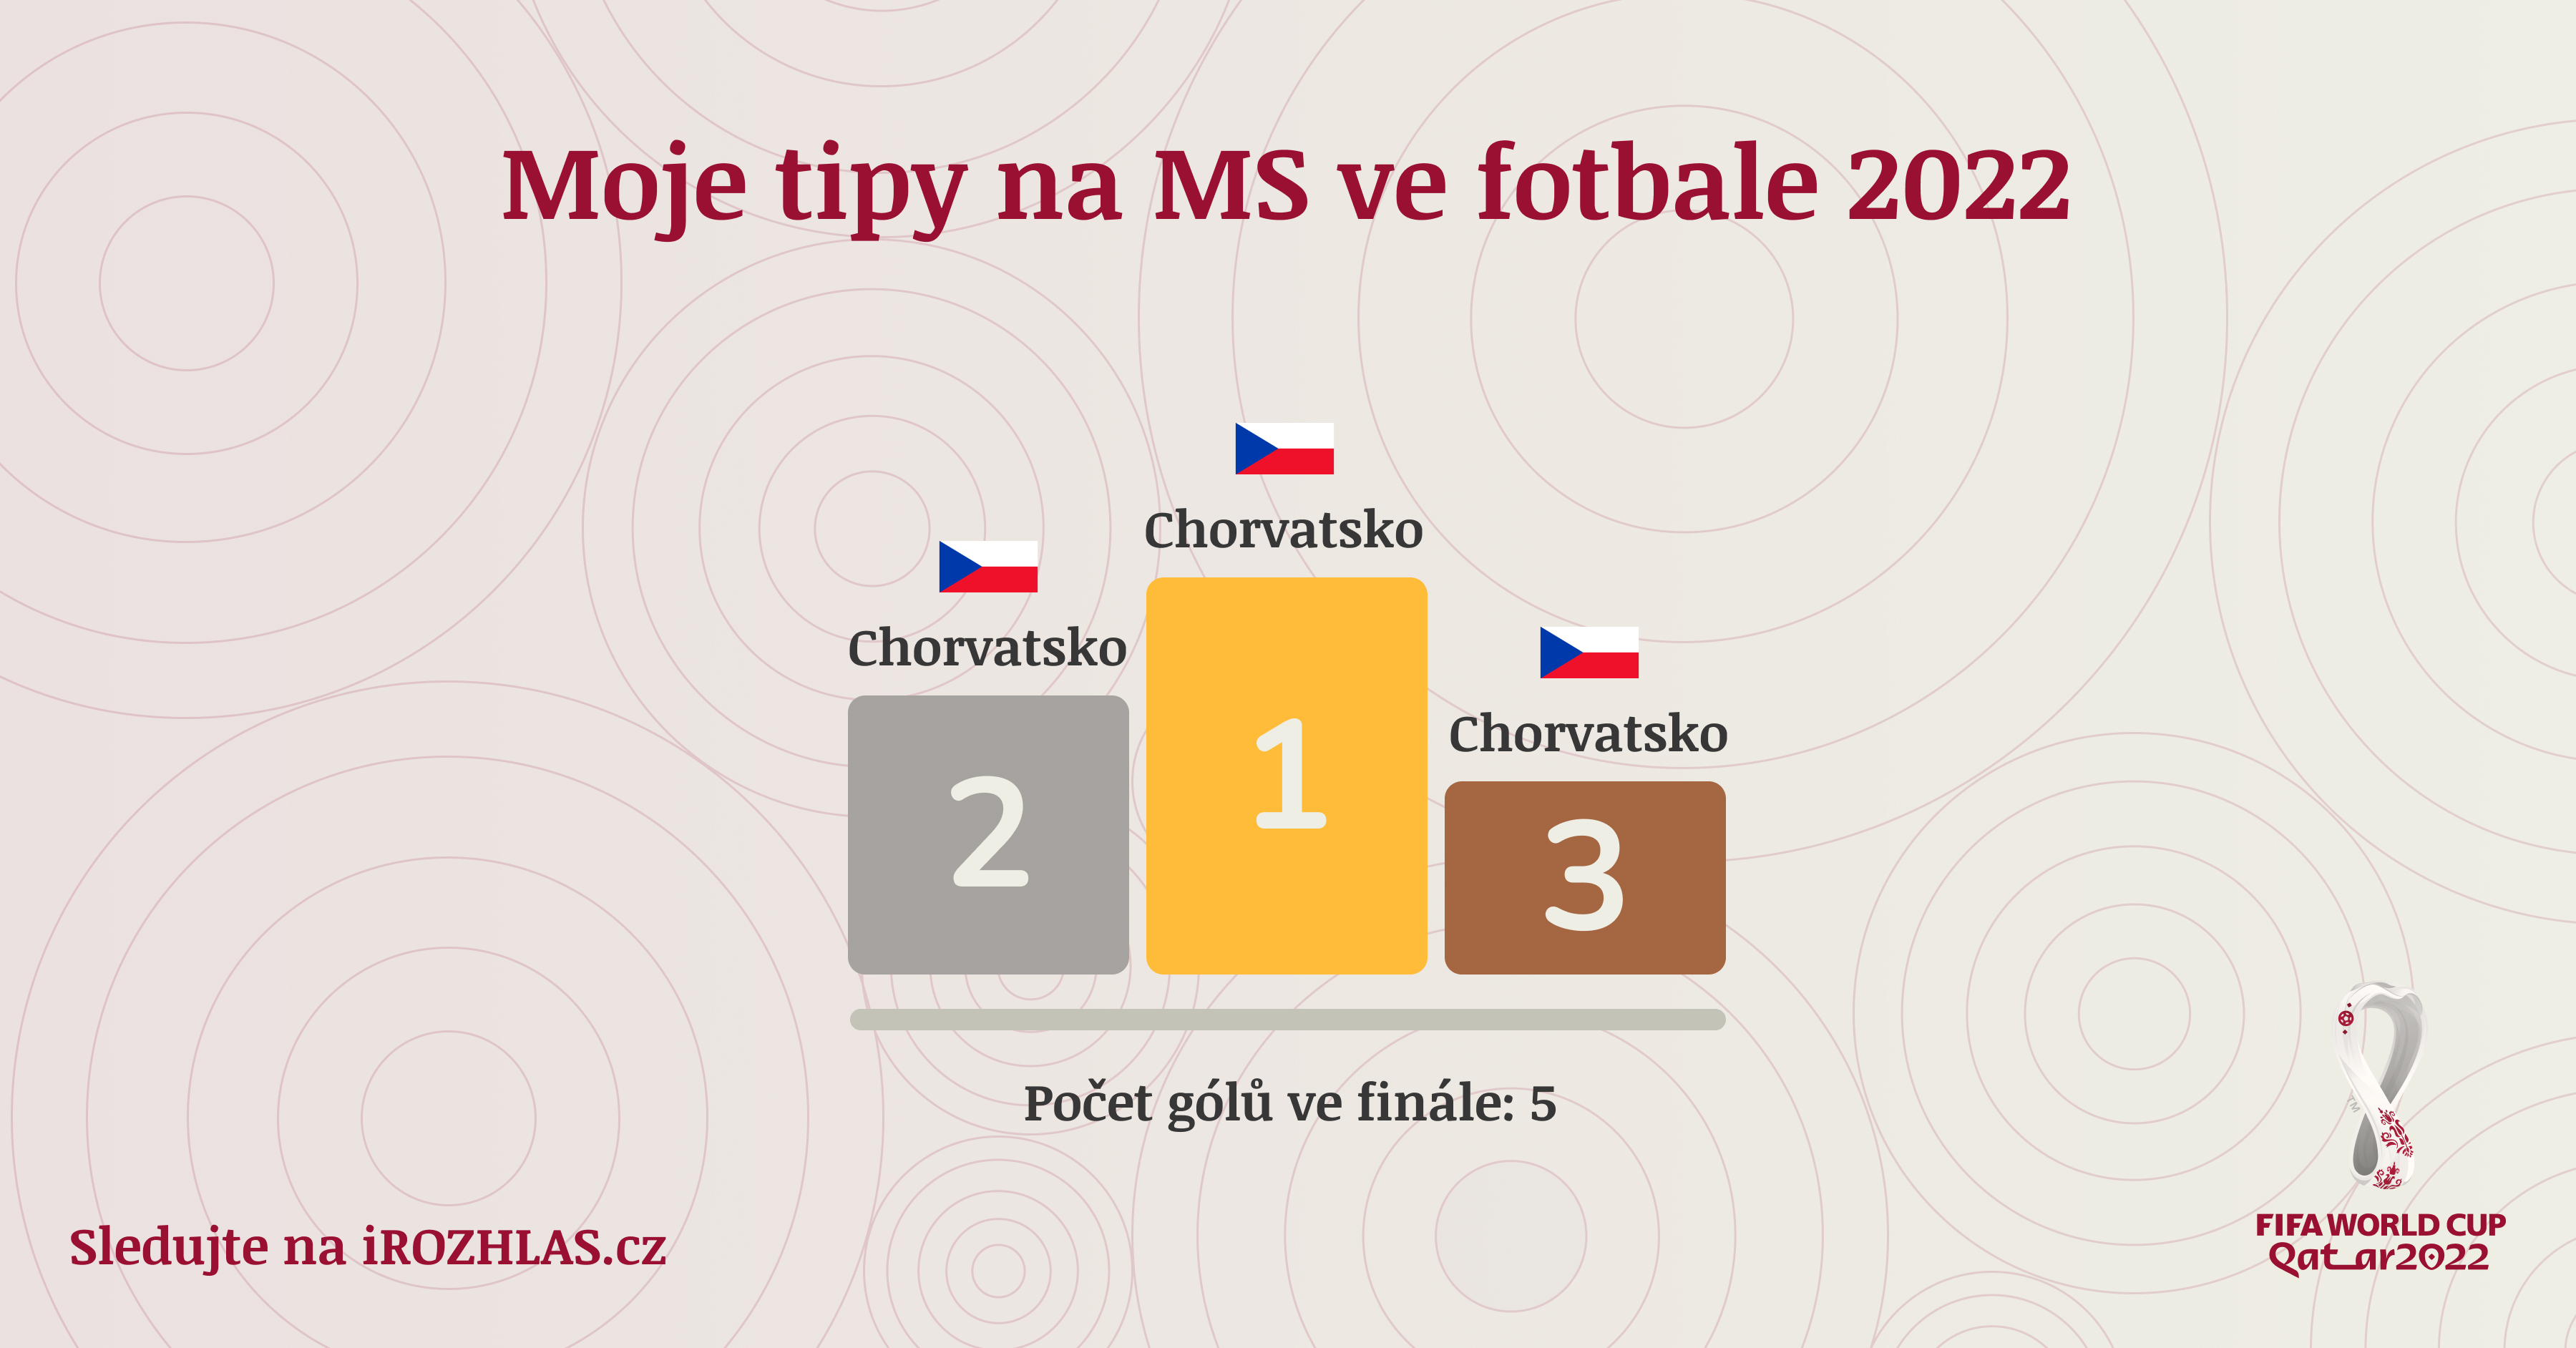 Moje tipy na MS ve fotbale 2022
Chorvatsko
Chorvatsko
Chorvatsko
2
1
3
Počet gólů ve finále: 5
Sledujte na iROZHLAS.cz
TM
FIFA WORLD CUP
Qatar2022